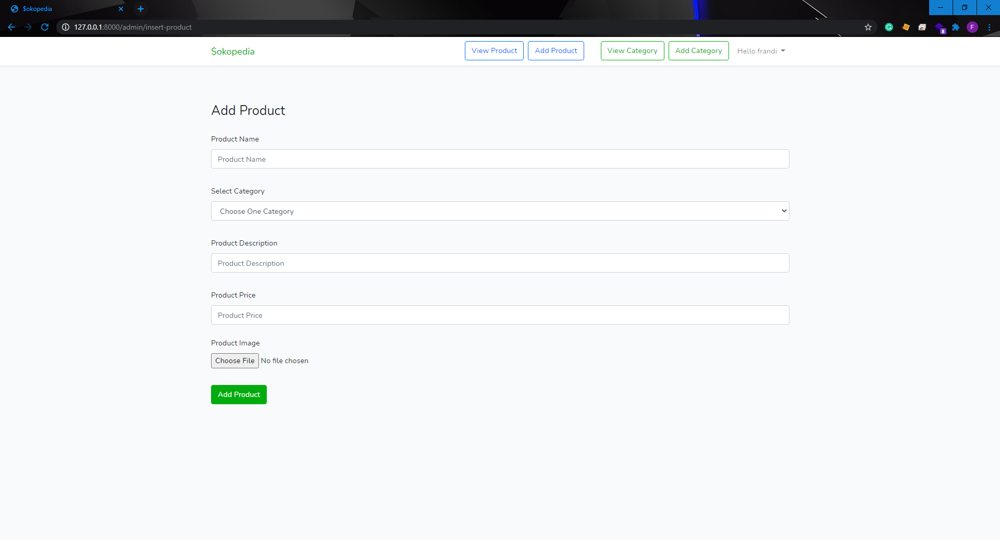 $okopedia
127.0.0.1:8000/admin/insert-product
8
F
$okopedia
View Product
Add Product
View Category
Add Category
Hello frandi
Add Product
Product Name
Product Name
Select Category
Choose One Category
Product Description
Product Description
Product Price
Product Price
Product Image
Choose File No file chosen
Add Product